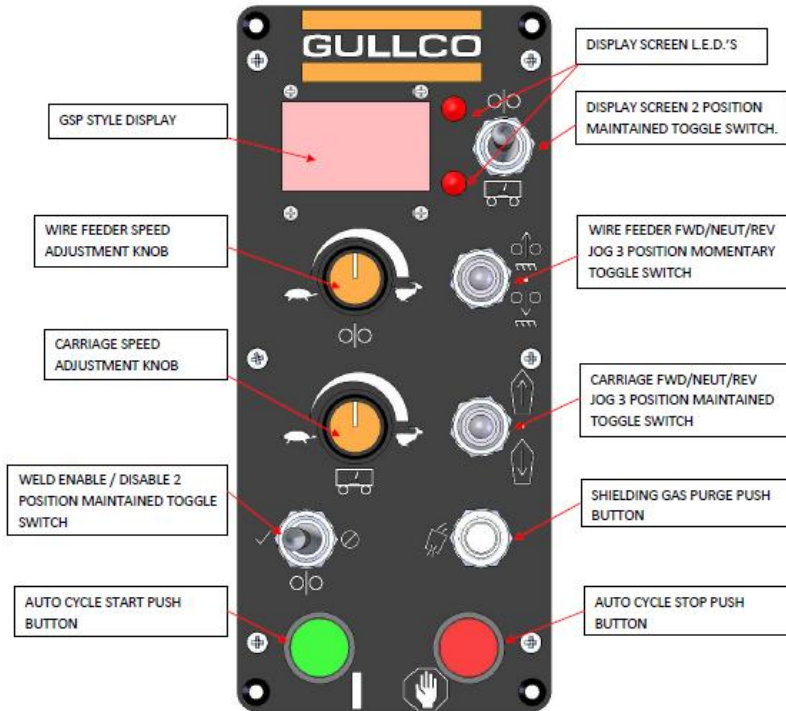 GULLCO
DISPLAY SCREEN L.E.D.'S
GSP STYLE DISPLAY
DISPLAY SCREEN 2 POSITION
MAINTAINED TOGGLE SWITCH.
WIRE FEEDER SPEED
ADJUSTMENT KNOB
WIRE FEEDER FWD/NEUT/REV
JOG 3 POSITION MOMENTARY
TOGGLE SWITCH
CARRIAGE SPEED
ADJUSTMENT KNOB
CARRIAGE FWD/NEUT/REV
JOG 3 POSITION MAINTAINED
TOGGLE SWITCH
WELD ENABLE / DISABLE 2
POSITION MAINTAINED TOGGLE
SWITCH
SHIELDING GAS PURGE PUSH
BUTTON
AUTO CYCLE START PUSH
BUTTON
AUTO CYCLE STOP PUSH
BUTTON